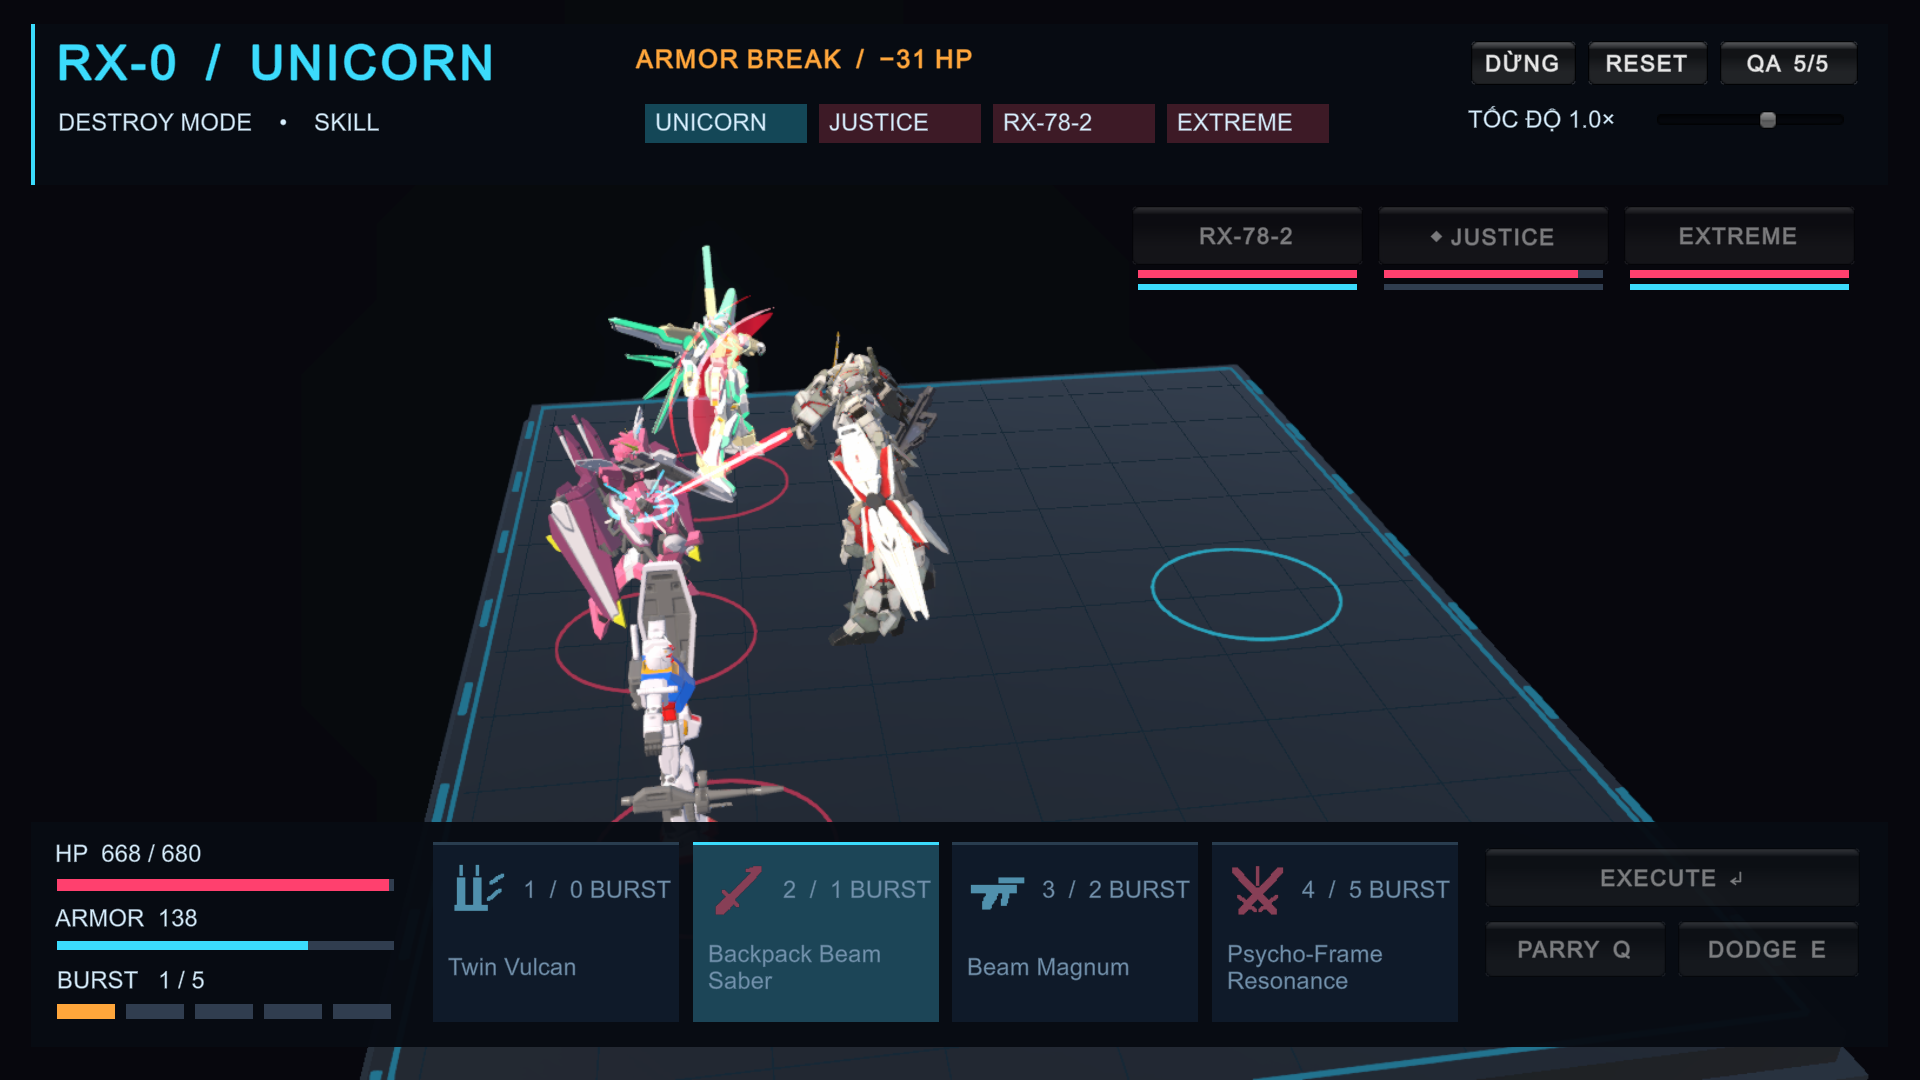 RX-0 / UNICORN
DESTROY MODE • SKILL
ARMOR BREAK / −31 HP
UNICORN
JUSTICE
RX-78-2
EXTREME
DỪNG
RESET
QA 5/5
TỐC ĐỘ 1.0×
RX-78-2
◆ JUSTICE
EXTREME
HP 668 / 680
ARMOR 138
BURST 1 / 5
1 / 0 BURST
Twin Vulcan
2 / 1 BURST
Backpack Beam
Saber
3 / 2 BURST
Beam Magnum
4 / 5 BURST
Psycho-Frame
Resonance
EXECUTE ↲
PARRY Q
DODGE E